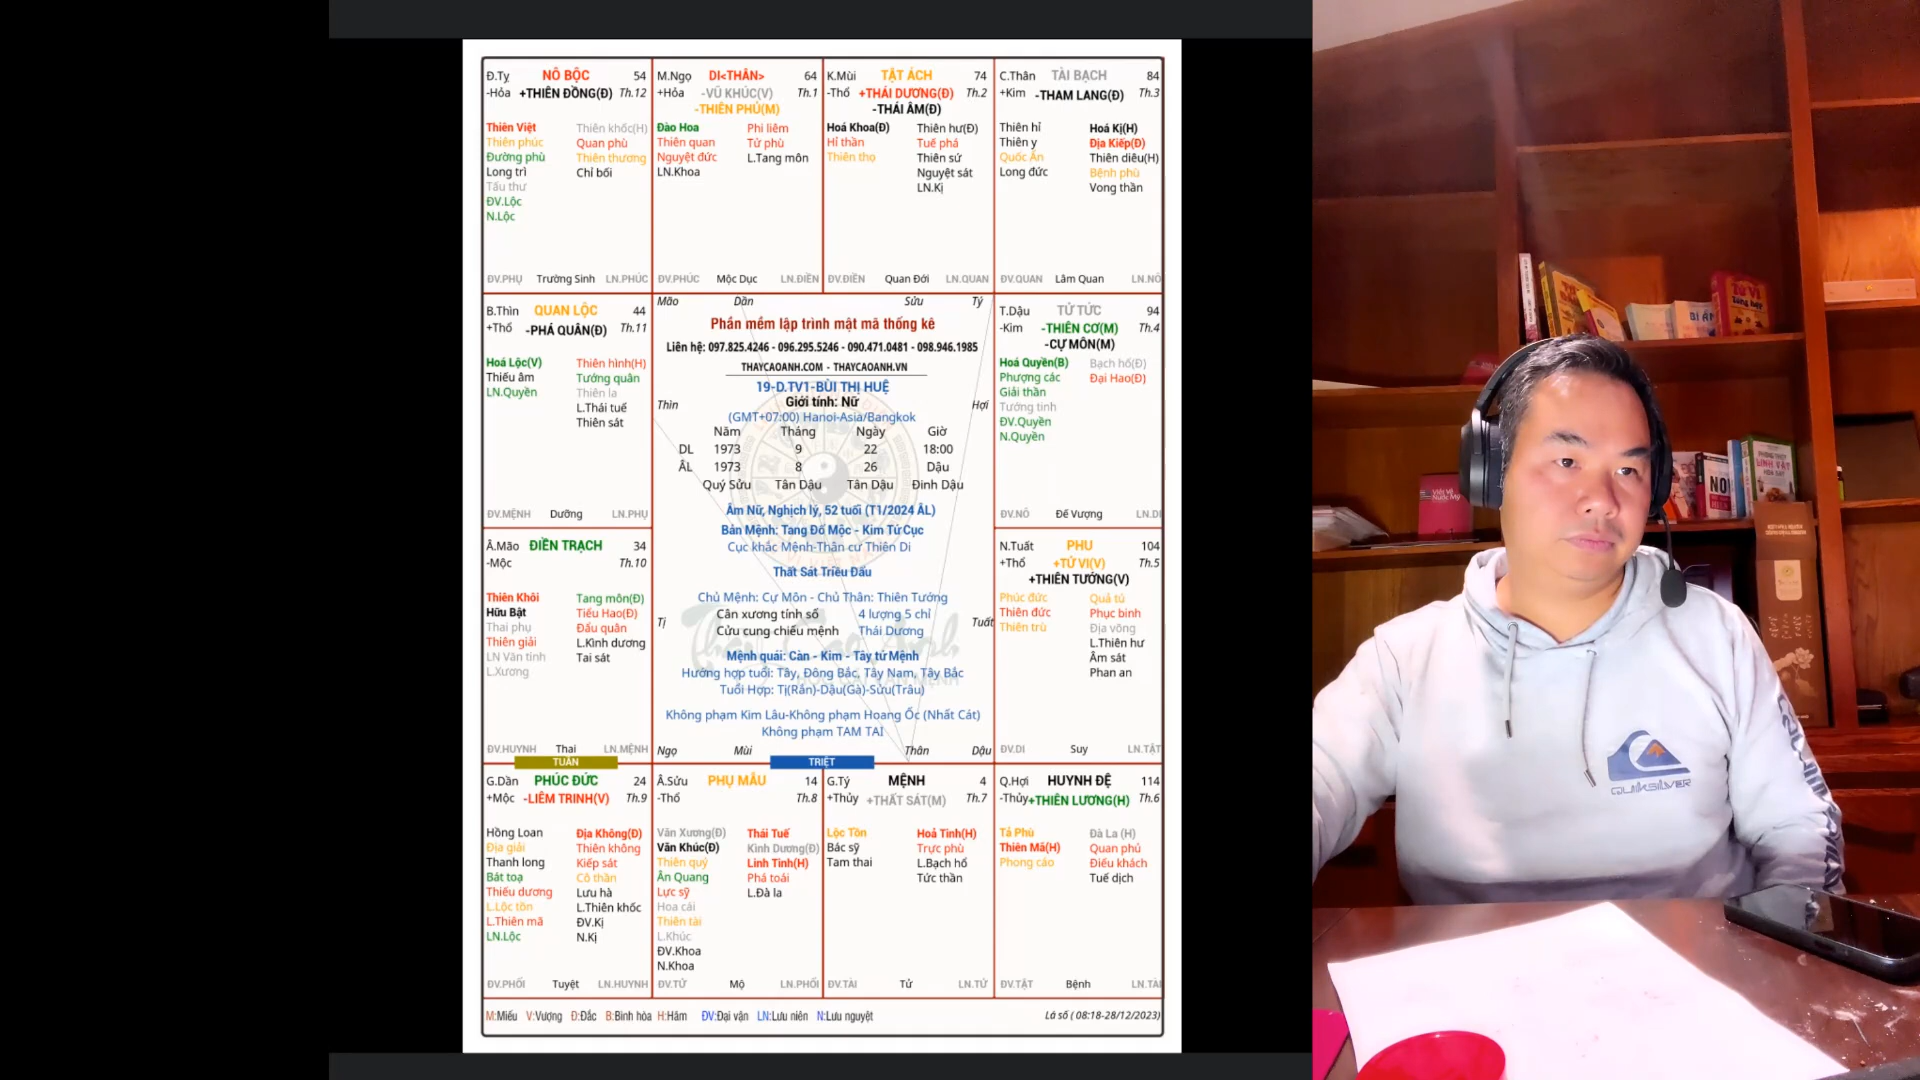 Đ.Tỵ NÔ BỘC 54
-Hỏa +THIÊN ĐỒNG(Đ) Th.12
Thiên Việt Thiên khốc(H)
Thiên phúc Quan phù
Đường phù Thiên thương
Long trì Chỉ bối
Tấu thư
ĐV.Lộc
N.Lộc
ĐV.PHỤ Trường Sinh LN.PHÚC
M.Ngọ DI<THÂN> 64
+Hỏa -VŨ KHÚC(V) Th.1
-THIÊN PHỦ(M)
Đào Hoa Phi liêm
Thiên quan Tử phù
Nguyệt đức L.Tang môn
LN.Khoa
ĐV.PHÚC Mộc Dục LN.ĐIỀN
K.Mùi TẬT ÁCH 74
-Thổ +THÁI DƯƠNG(Đ) Th.2
-THÁI ÂM(Đ)
Hoá Khoa(Đ) Thiên hư(Đ)
Hỉ thần Tuế phá
Thiên thọ Thiên sứ
Nguyệt sát
LN.Kị
ĐV.ĐIỀN Quan Đới LN.QUAN
C.Thân TÀI BẠCH 84
+Kim -THAM LANG(Đ) Th.3
Thiên hỉ Hoá Kị(H)
Thiên y Địa Kiếp(Đ)
Quốc Ấn Thiên diêu(H)
Long đức Bệnh phù
Vong thần
ĐV.QUAN Lâm Quan LN.NÔ
B.Thìn QUAN LỘC 44
+Thổ -PHÁ QUÂN(Đ) Th.11
Hoá Lộc(V) Thiên hình(H)
Thiếu âm Tướng quân
LN.Quyền Thiên la
L.Thái tuế
Thiên sát
ĐV.MỆNH Dưỡng LN.PHỤ
Mão Dần Sửu Tý
Phần mềm lập trình mật mã thống kê
Liên hệ: 097.825.4246 - 096.295.5246 - 090.471.0481 - 098.946.1985
THAYCAOANH.COM - THAYCAOANH.VN
19-D.TV1-BÙI THỊ HUỆ
Giới tính: Nữ
Thìn Hợi
(GMT+07:00) Hanoi-Asia/Bangkok
Năm Tháng Ngày Giờ
DL 1973 9 22 18:00
ÂL 1973 8 26 Dậu
Quý Sửu Tân Dậu Tân Dậu Đinh Dậu
Âm Nữ, Nghịch lý, 52 tuổi (T1/2024 ÂL)
Bản Mệnh: Tang Đố Mộc - Kim Tứ Cục
Cục khắc Mệnh-Thân cư Thiên Di
Thất Sát Triều Đẩu
Chủ Mệnh: Cự Môn - Chủ Thân: Thiên Tướng
Cân xương tính số 4 lượng 5 chỉ
Tị Tuất
Cửu cung chiếu mệnh Thái Dương
Mệnh quái: Càn - Kim - Tây tứ Mệnh
Hướng hợp tuổi: Tây, Đông Bắc, Tây Nam, Tây Bắc
Tuổi Hợp: Tị(Rắn)-Dậu(Gà)-Sửu(Trâu)
Không phạm Kim Lâu-Không phạm Hoang Ốc (Nhất Cát)
Không phạm TAM TAI
Ngọ Mùi Thân Dậu
T.Dậu TỬ TỨC 94
-Kim -THIÊN CƠ(M) Th.4
-CỰ MÔN(M)
Hoá Quyền(B) Bạch hổ(Đ)
Phượng các Đại Hao(Đ)
Giải thần
Tướng tinh
ĐV.Quyền
N.Quyền
ĐV.NÔ Đế Vượng LN.DI
Â.Mão ĐIỀN TRẠCH 34
-Mộc Th.10
Thiên Khôi Tang môn(Đ)
Hữu Bật Tiểu Hao(Đ)
Thai phụ Đẩu quân
Thiên giải L.Kình dương
LN Văn tinh Tai sát
L.Xương
ĐV.HUYNH Thai LN.MỆNH
N.Tuất PHU 104
+Thổ +TỬ VI(V) Th.5
+THIÊN TƯỚNG(V)
Phúc đức Quả tú
Thiên đức Phục binh
Thiên trù Địa võng
L.Thiên hư
Âm sát
Phan an
ĐV.DI Suy LN.TẬT
TUẦN TRIỆT
G.Dần PHÚC ĐỨC 24
+Mộc -LIÊM TRINH(V) Th.9
Hồng Loan Địa Không(Đ)
Địa giải Thiên không
Thanh long Kiếp sát
Bát toạ Cô thần
Thiếu dương Lưu hà
L.Lộc tồn L.Thiên khốc
L.Thiên mã ĐV.Kị
LN.Lộc N.Kị
ĐV.PHỐI Tuyệt LN.HUYNH
Â.Sửu PHỤ MẪU 14
-Thổ Th.8
Văn Xương(Đ) Thái Tuế
Văn Khúc(Đ) Kình Dương(Đ)
Thiên quý Linh Tinh(H)
Ân Quang Phá toái
Lực sỹ L.Đà la
Hoa cái
Thiên tài
L.Khúc
ĐV.Khoa
N.Khoa
ĐV.TỬ Mộ LN.PHỐI
G.Tý MỆNH 4
+Thủy +THẤT SÁT(M) Th.7
Lộc Tồn Hoả Tinh(H)
Bác sỹ Trực phù
Tam thai L.Bạch hổ
Tức thần
ĐV.TÀI Tử LN.TỬ
Q.Hợi HUYNH ĐỆ 114
-Thủy +THIÊN LƯƠNG(H) Th.6
Tả Phù Đà La (H)
Thiên Mã(H) Quan phủ
Phong cáo Điếu khách
Tuế dịch
ĐV.TẬT Bệnh LN.TÀI
M:Miếu V:Vượng Đ:Đắc B:Bình hòa H:Hãm ĐV:Đại vận LN:Lưu niên N:Lưu nguyệt
Lá số ( 08:18-28/12/2023)
QUIKSILVER